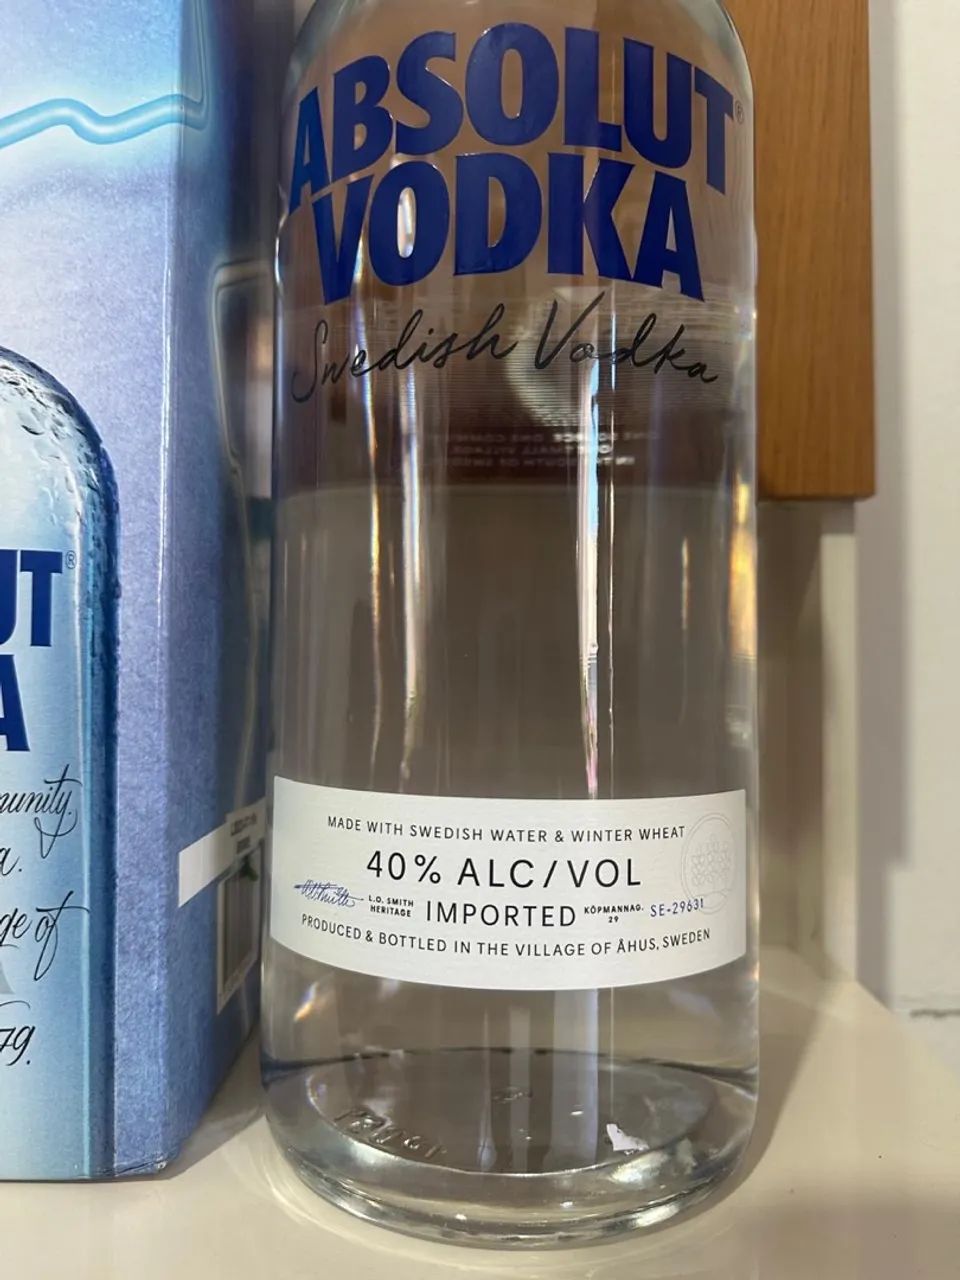 ABSOLUT®
VODKA
Swedish Vodka
MADE WITH SWEDISH WATER & WINTER WHEAT
40% ALC/VOL
L.O. SMITH
HERITAGE
IMPORTED
KÖPMANNAG.
29
SE-29631
PRODUCED & BOTTLED IN THE VILLAGE OF ÅHUS, SWEDEN
UT®
A
munity.
a.
ge of
79.